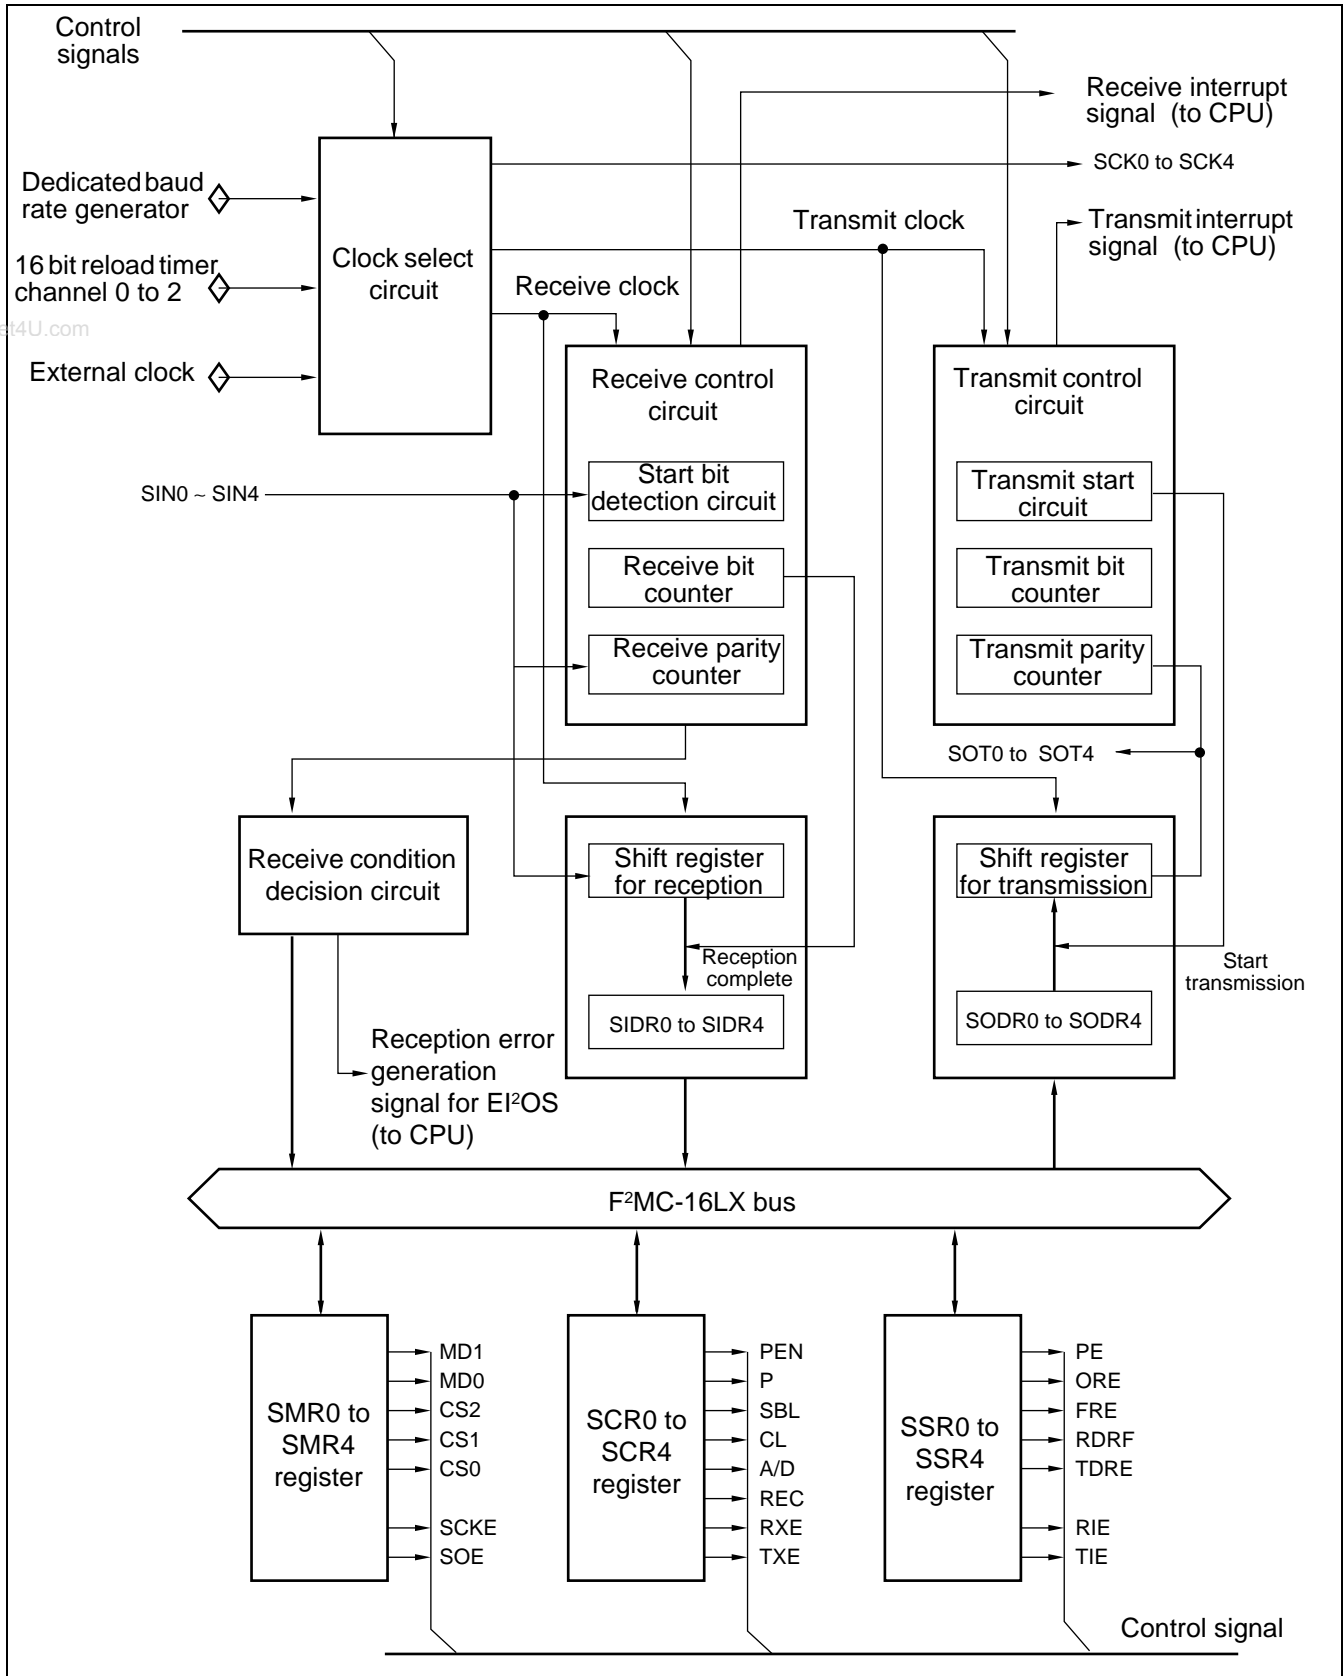 Control
signals
Receive interrupt
signal (to CPU)
SCK0 to SCK4
Dedicated baud
rate generator
Transmit clock
Transmit interrupt
signal (to CPU)
16 bit reload timer
channel 0 to 2
Clock select
circuit
Receive clock
et4U.com
External clock
Receive control
circuit
Transmit control
circuit
SIN0 ~ SIN4
Start bit
detection circuit
Transmit start
circuit
Receive bit
counter
Transmit bit
counter
Receive parity
counter
Transmit parity
counter
SOT0 to SOT4
Receive condition
decision circuit
Shift register
for reception
Shift register
for transmission
Reception
complete
Start
transmission
SIDR0 to SIDR4
SODR0 to SODR4
Reception error
generation
signal for EI²OS
(to CPU)
F²MC-16LX bus
SMR0 to
SMR4
register
MD1
MD0
CS2
CS1
CS0
SCKE
SOE
SCR0 to
SCR4
register
PEN
P
SBL
CL
A/D
REC
RXE
TXE
SSR0 to
SSR4
register
PE
ORE
FRE
RDRF
TDRE
RIE
TIE
Control signal